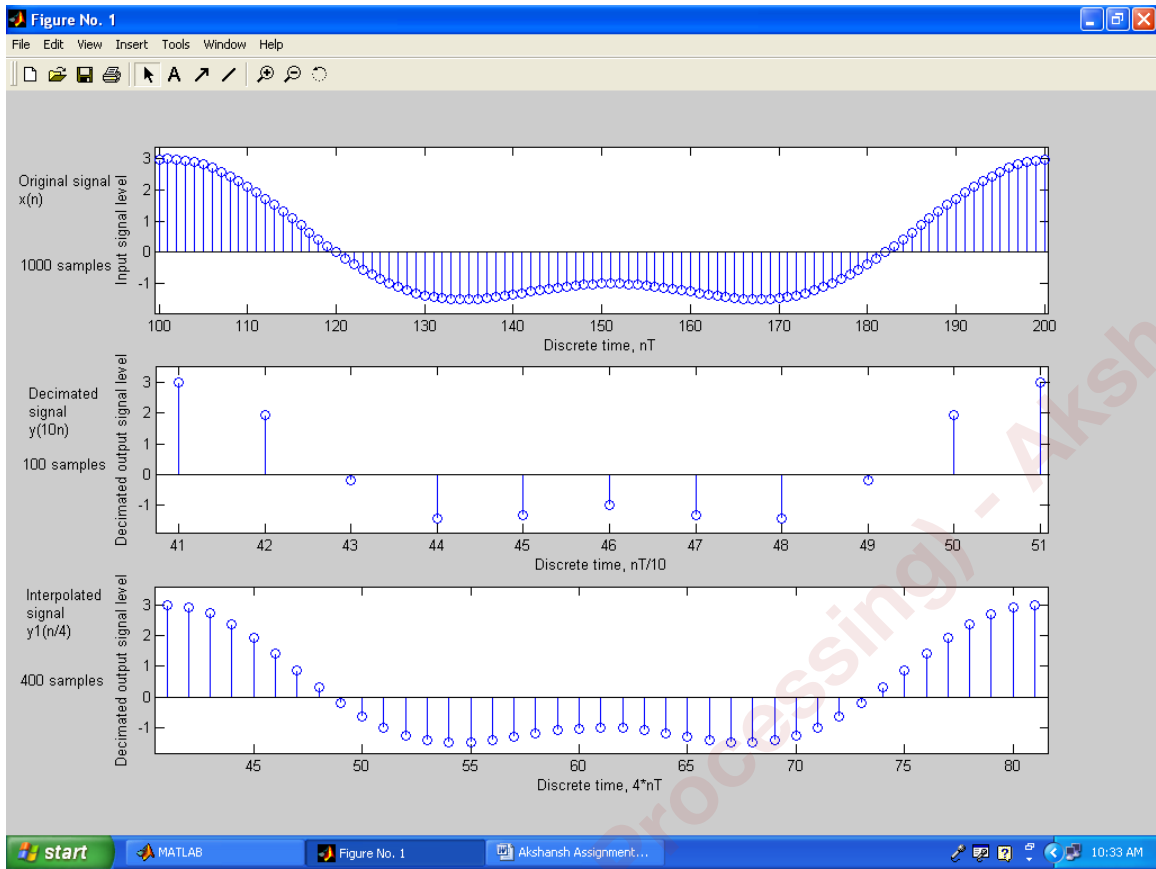 Figure No. 1
File Edit View Insert Tools Window Help
A
Original signal
x(n)
1000 samples
Input signal level
3
2
1
0
-1
100 110 120 130 140 150 160 170 180 190 200
Discrete time, nT
Decimated
signal
y(10n)
100 samples
Decimated output signal level
3
2
1
0
-1
41 42 43 44 45 46 47 48 49 50 51
Discrete time, nT/10
Interpolated
signal
y1(n/4)
400 samples
Decimated output signal level
3
2
1
0
-1
45 50 55 60 65 70 75 80
Discrete time, 4*nT
rocessing) - Aksh
start MATLAB Figure No. 1 Akshansh Assignment... 10:33 AM